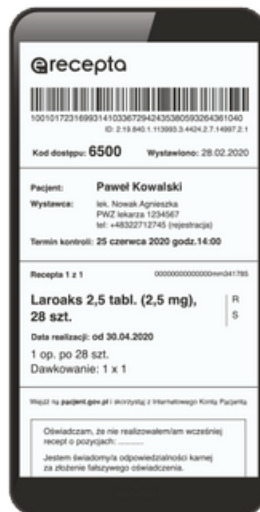 erecepta
10010172316993141033672942435380593264361040
ID: 2.19.840.1.113993.3.4424.2.7.14997.2.1
Kod dostępu: 6500 Wystawiono: 28.02.2020
Pacjent: Paweł Kowalski
Wystawca: lek. Nowak Agnieszka
PWZ lekarza 1234567
tel: +48322712745 (rejestracja)
Termin kontroli: 25 czerwca 2020 godz.14:00
Recepta 1 z 1
Laroaks 2,5 tabl. (2,5 mg), R
28 szt. S
Data realizacji: od 30.04.2020
1 op. po 28 szt.
Dawkowanie: 1 x 1
Wejdź na pacjent.gov.pl i skorzystaj z Internetowego Konta Pacjenta
Oświadczam, że nie realizowałem/am wcześniej
recept o pozycjach: ..........
Jestem świadomy/a odpowiedzialności karnej
za złożenie fałszywego oświadczenia.